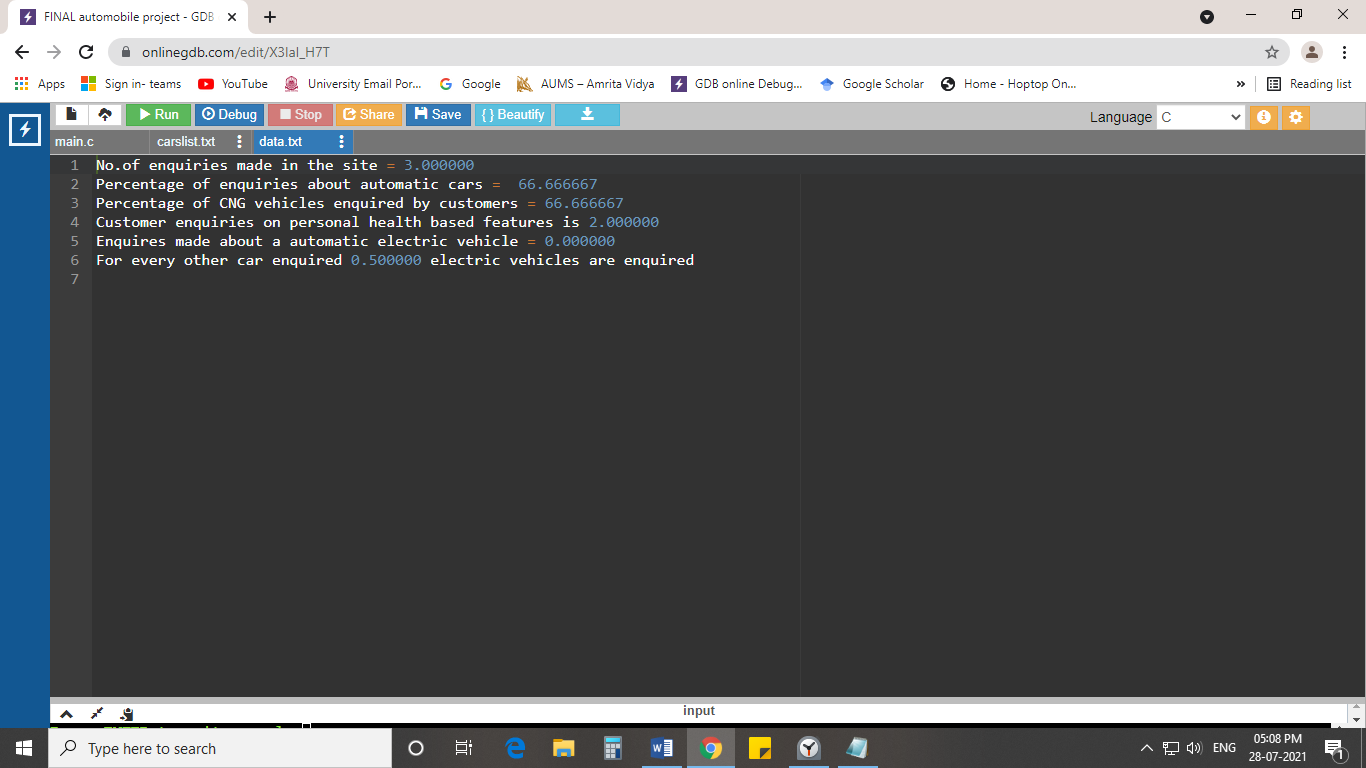 FINAL automobile project - GDB
onlinegdb.com/edit/X3IaI_H7T
Apps Sign in- teams YouTube University Email Por... Google AUMS – Amrita Vidya GDB online Debug... Google Scholar Home - Hoptop On... » Reading list
Run Debug Stop Share Save { } Beautify Language C
main.c carslist.txt data.txt
1 No.of enquiries made in the site = 3.000000
2 Percentage of enquiries about automatic cars =  66.666667
3 Percentage of CNG vehicles enquired by customers = 66.666667
4 Customer enquiries on personal health based features is 2.000000
5 Enquires made about a automatic electric vehicle = 0.000000
6 For every other car enquired 0.500000 electric vehicles are enquired
7
input
Type here to search
ENG
05:08 PM
28-07-2021
1